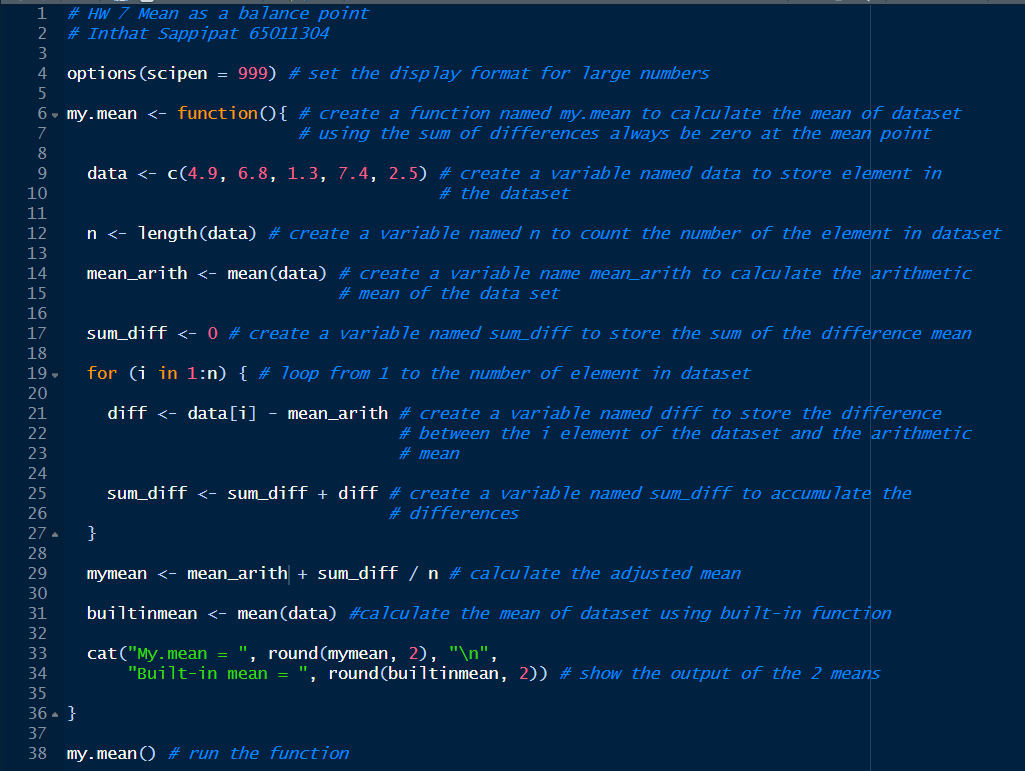 1 # HW 7 Mean as a balance point
2 # Inthat Sappipat 65011304
3
4 options(scipen = 999) # set the display format for large numbers
5
6 my.mean <- function(){ # create a function named my.mean to calculate the mean of dataset
7 # using the sum of differences always be zero at the mean point
8
9 data <- c(4.9, 6.8, 1.3, 7.4, 2.5) # create a variable named data to store element in
10 # the dataset
11
12 n <- length(data) # create a variable named n to count the number of the element in dataset
13
14 mean_arith <- mean(data) # create a variable name mean_arith to calculate the arithmetic
15 # mean of the data set
16
17 sum_diff <- 0 # create a variable named sum_diff to store the sum of the difference mean
18
19 for (i in 1:n) { # loop from 1 to the number of element in dataset
20
21 diff <- data[i] - mean_arith # create a variable named diff to store the difference
22 # between the i element of the dataset and the arithmetic
23 # mean
24
25 sum_diff <- sum_diff + diff # create a variable named sum_diff to accumulate the
26 # differences
27 }
28
29 mymean <- mean_arith + sum_diff / n # calculate the adjusted mean
30
31 builtinmean <- mean(data) #calculate the mean of dataset using built-in function
32
33 cat("My.mean = ", round(mymean, 2), "\n",
34 "Built-in mean = ", round(builtinmean, 2)) # show the output of the 2 means
35
36 }
37
38 my.mean() # run the function